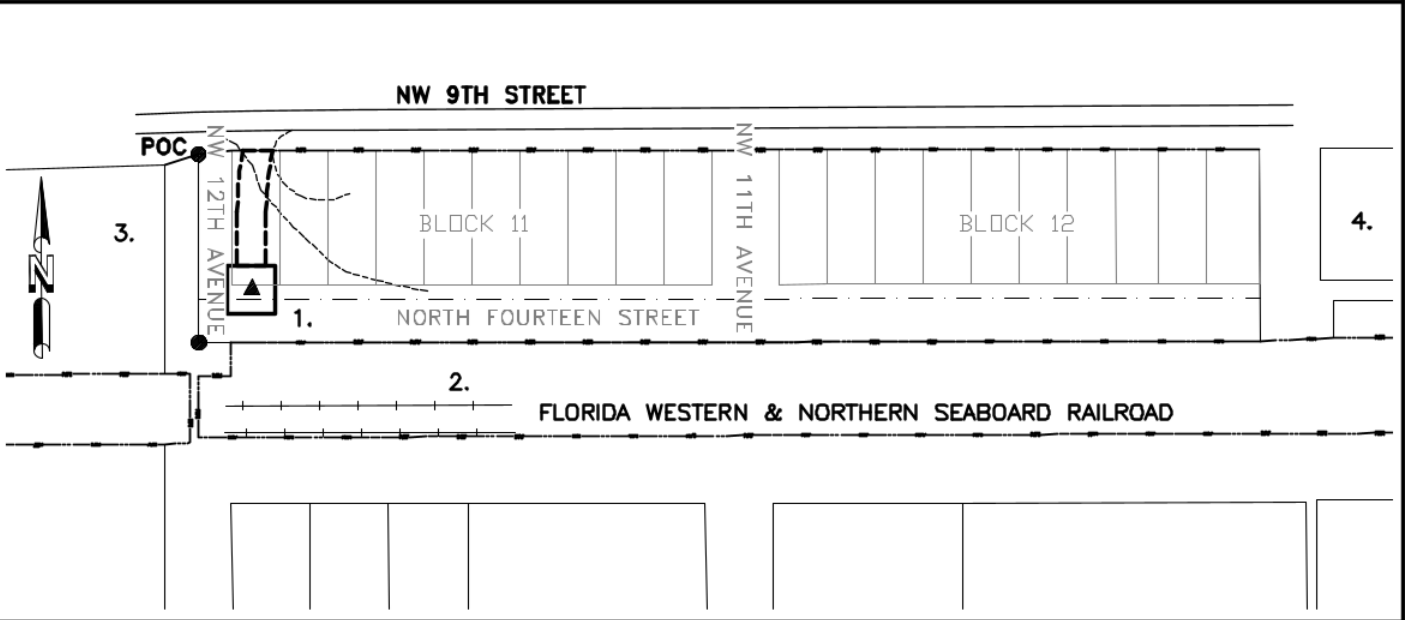 NW 9TH STREET
POC
NW 12TH AVENUE
NW 11TH AVENUE
3.
BLOCK 11
BLOCK 12
4.
N
1.
NORTH FOURTEEN STREET
2.
FLORIDA WESTERN & NORTHERN SEABOARD RAILROAD